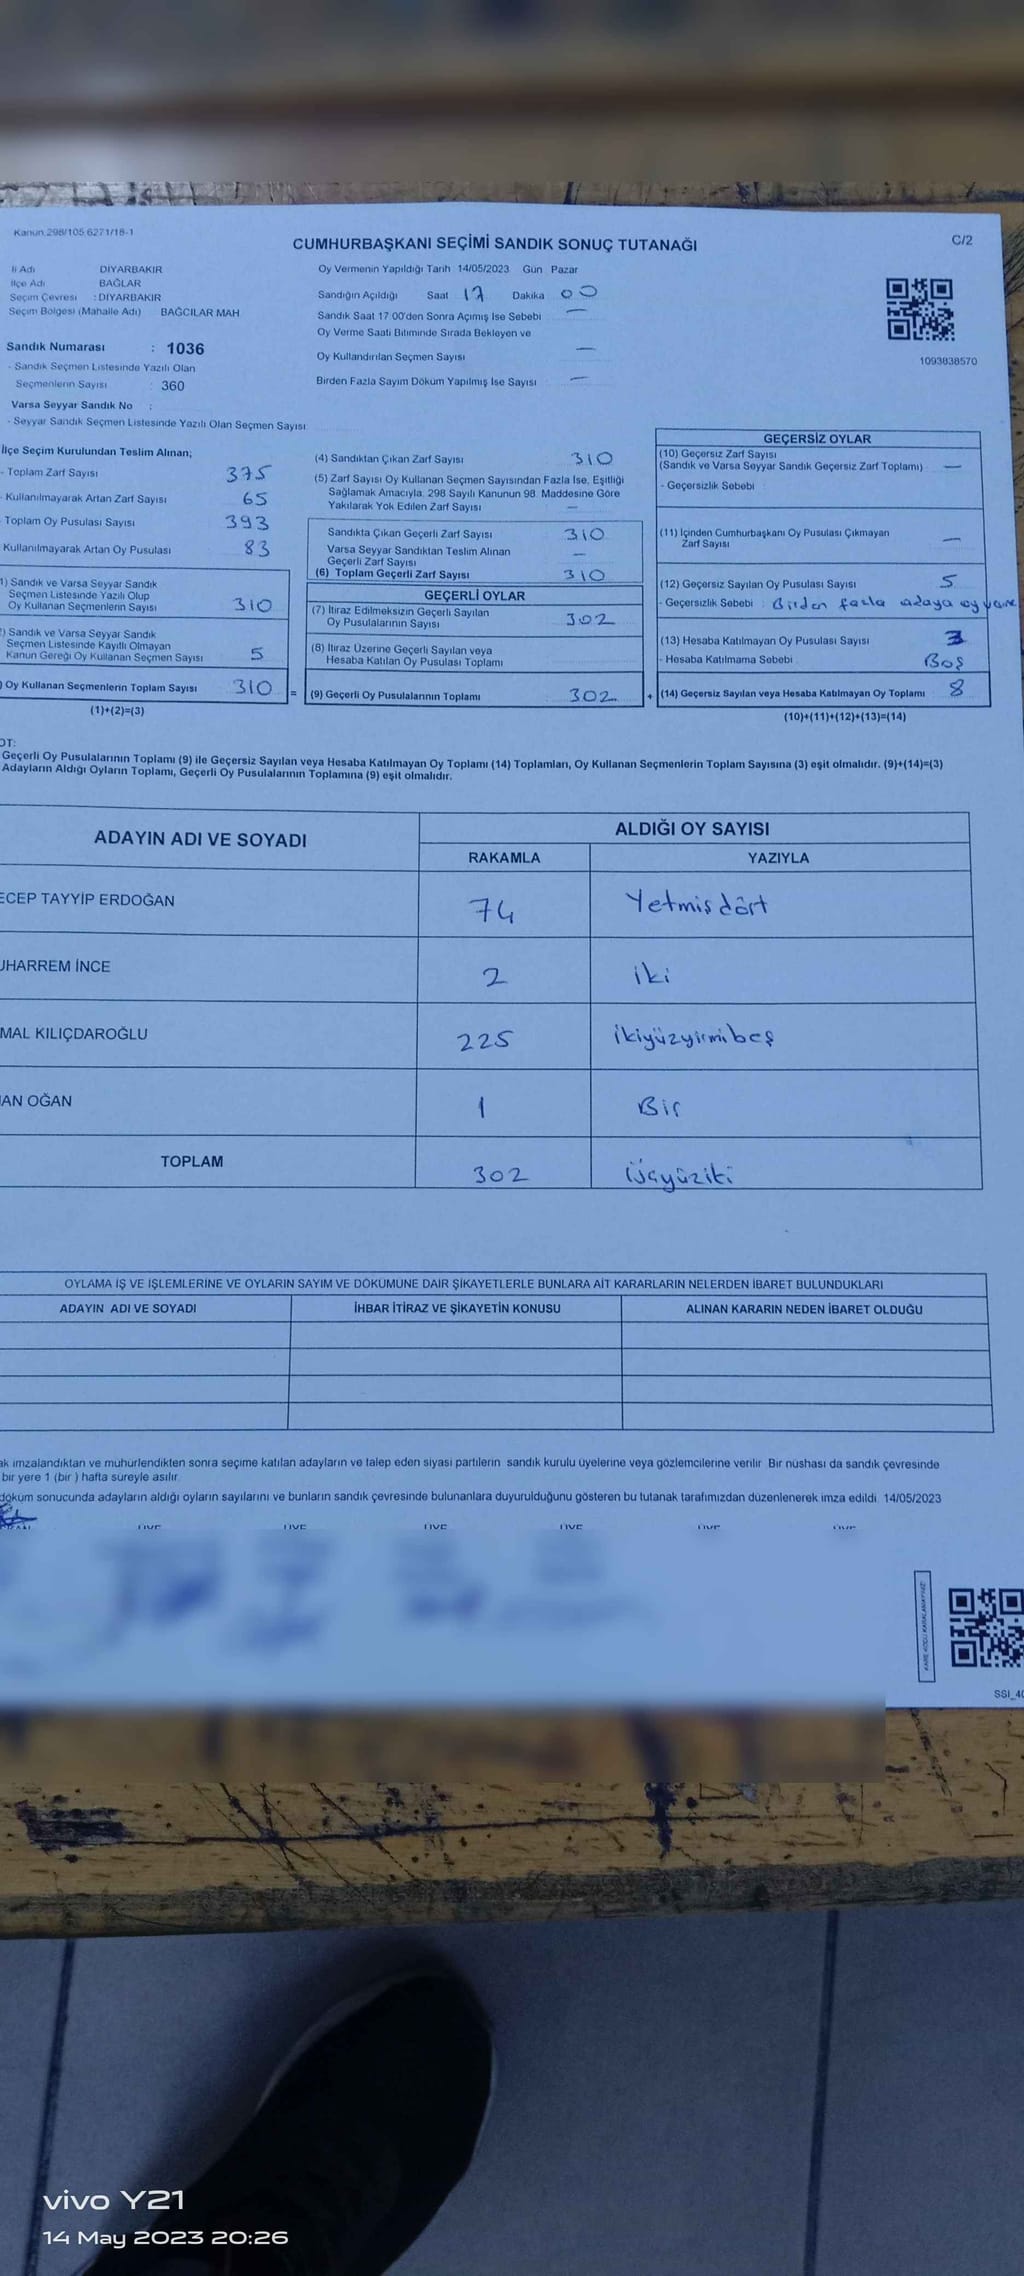 Kanun 298/105 6271/18-1
CUMHURBAŞKANI SEÇİMİ SANDIK SONUÇ TUTANAĞI
C/2
İl Adı DİYARBAKIR
İlçe Adı BAĞLAR
Seçim Çevresi : DİYARBAKIR
Seçim Bölgesi (Mahalle Adı) BAĞCILAR MAH
Sandık Numarası : 1036
- Sandık Seçmen Listesinde Yazılı Olan
Seçmenlerin Sayısı : 360
Varsa Seyyar Sandık No :
- Seyyar Sandık Seçmen Listesinde Yazılı Olan Seçmen Sayısı
Oy Vermenin Yapıldığı Tarih 14/05/2023 Gün Pazar
Sandığın Açıldığı Saat 17 Dakika 00
Sandık Saat 17 00'den Sonra Açımış İse Sebebi —
Oy Verme Saati Bitiminde Sırada Bekleyen ve
Oy Kullandırılan Seçmen Sayısı —
Birden Fazla Sayım Döküm Yapılmış İse Sayısı —
1093838570
İlçe Seçim Kurulundan Teslim Alınan;
- Toplam Zarf Sayısı 375
- Kullanılmayarak Artan Zarf Sayısı 65
Toplam Oy Pusulası Sayısı 393
Kullanılmayarak Artan Oy Pusulası 83
1) Sandık ve Varsa Seyyar Sandık
Seçmen Listesinde Yazılı Olup
Oy Kullanan Seçmenlerin Sayısı 310
) Sandık ve Varsa Seyyar Sandık
Seçmen Listesinde Kayıtlı Olmayan
Kanun Gereği Oy Kullanan Seçmen Sayısı 5
) Oy Kullanan Seçmenlerin Toplam Sayısı 310 =
(1)+(2)=(3)
(4) Sandıktan Çıkan Zarf Sayısı 310
(5) Zarf Sayısı Oy Kullanan Seçmen Sayısından Fazla İse, Eşitliği
Sağlamak Amacıyla, 298 Sayılı Kanunun 98 Maddesine Göre
Yakılarak Yok Edilen Zarf Sayısı —
Sandıkta Çıkan Geçerli Zarf Sayısı 310
Varsa Seyyar Sandıktan Teslim Alınan
Geçerli Zarf Sayısı —
(6) Toplam Geçerli Zarf Sayısı 310
GEÇERLİ OYLAR
(7) İtiraz Edilmeksizin Geçerli Sayılan
Oy Pusulalarının Sayısı 302
(8) İtiraz Üzerine Geçerli Sayılan veya
Hesaba Katılan Oy Pusulası Toplamı
(9) Geçerli Oy Pusulalarının Toplamı 302 +
GEÇERSİZ OYLAR
(10) Geçersiz Zarf Sayısı
(Sandık ve Varsa Seyyar Sandık Geçersiz Zarf Toplamı) —
- Geçersizlik Sebebi
(11) İçinden Cumhurbaşkanı Oy Pusulası Çıkmayan
Zarf Sayısı —
(12) Geçersiz Sayılan Oy Pusulası Sayısı 5
- Geçersizlik Sebebi : Birden fazla adaya oy
(13) Hesaba Katılmayan Oy Pusulası Sayısı 3
- Hesaba Katılmama Sebebi Boş
(14) Geçersiz Sayılan veya Hesaba Katılmayan Oy Toplamı 8
(10)+(11)+(12)+(13)=(14)
OT:
Geçerli Oy Pusulalarının Toplamı (9) ile Geçersiz Sayılan veya Hesaba Katılmayan Oy Toplamı (14) Toplamları, Oy Kullanan Seçmenlerin Toplam Sayısına (3) eşit olmalıdır. (9)+(14)=(3)
Adayların Aldığı Oyların Toplamı, Geçerli Oy Pusulalarının Toplamına (9) eşit olmalıdır.
ADAYIN ADI VE SOYADI ALDIĞI OY SAYISI
RAKAMLA YAZIYLA
ECEP TAYYİP ERDOĞAN 74 Yetmişdört
UHARREM İNCE 2 iki
MAL KILIÇDAROĞLU 225 ikiyüzyirmibeş
AN OĞAN 1 Bir
TOPLAM 302 üçyüziki
OYLAMA İŞ VE İŞLEMLERİNE VE OYLARIN SAYIM VE DÖKÜMÜNE DAİR ŞİKAYETLERLE BUNLARA AİT KARARLARIN NELERDEN İBARET BULUNDUKLARI
ADAYIN ADI VE SOYADI İHBAR İTİRAZ VE ŞİKAYETİN KONUSU ALINAN KARARIN NEDEN İBARET OLDUĞU
ak imzalandıktan ve mühürlendikten sonra seçime katılan adayların ve talep eden siyasi partilerin sandık kurulu üyelerine veya gözlemcilerine verilir Bir nüshası da sandık çevresinde
bir yere 1 (bir ) hafta süreyle asılır
döküm sonucunda adayların aldığı oyların sayılarını ve bunların sandık çevresinde bulunanlara duyurulduğunu gösteren bu tutanak tarafımızdan düzenlenerek imza edildi 14/05/2023
ÜYE ÜYE ÜYE ÜYE ÜYE ÜYE
SSI_40
vivo Y21
14 May 2023 20:26